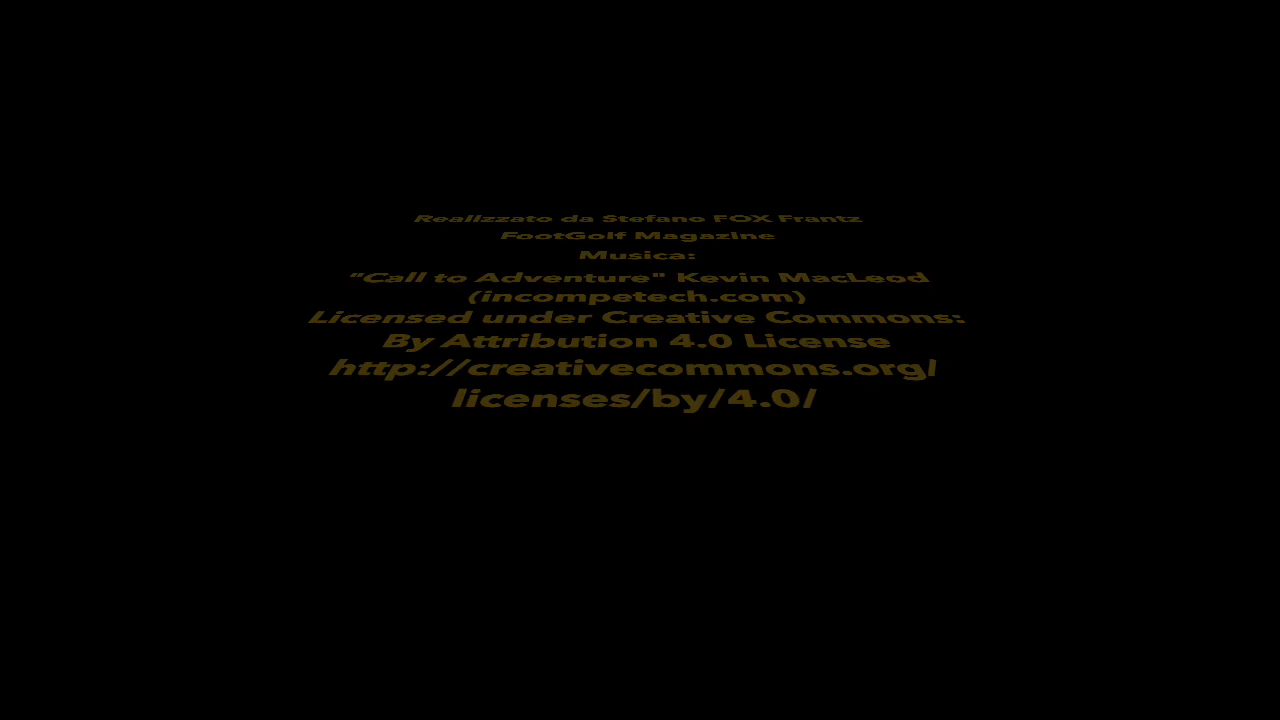 Realizzato da Stefano FOX Frantz
FootGolf Magazine
Musica:
"Call to Adventure" Kevin MacLeod
(incompetech.com)
Licensed under Creative Commons:
By Attribution 4.0 License
http://creativecommons.org/
licenses/by/4.0/